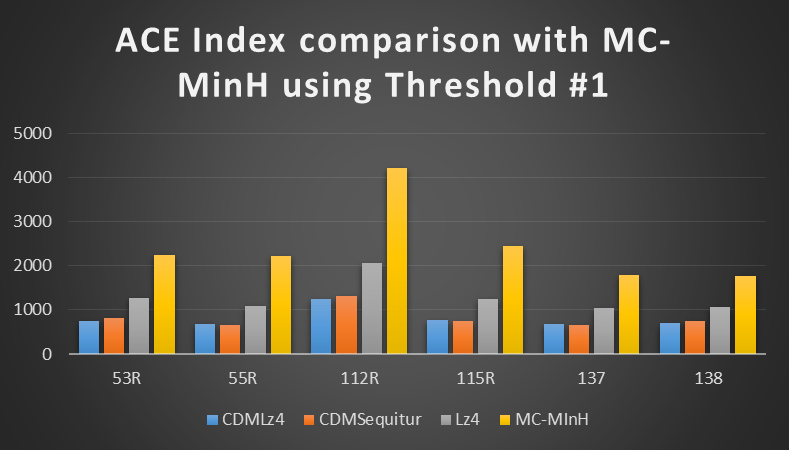 ACE Index comparison with MC-
MinH using Threshold #1
5000
4000
3000
2000
1000
0
53R 55R 112R 115R 137 138
CDMLz4 CDMSequitur Lz4 MC-MInH